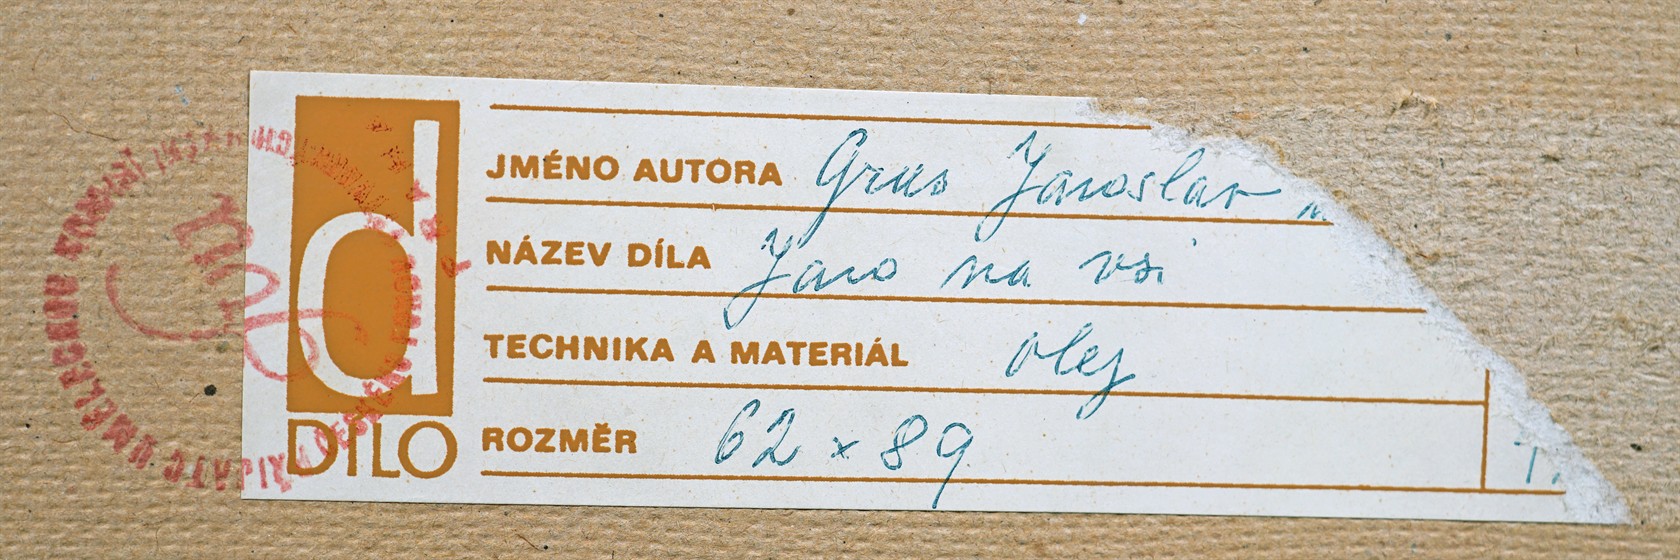 d
DÍLO
JMÉNO AUTORA Grus Jaroslav
NÁZEV DÍLA Jaro na vsi
TECHNIKA A MATERIÁL olej
ROZMĚR 62 x 89